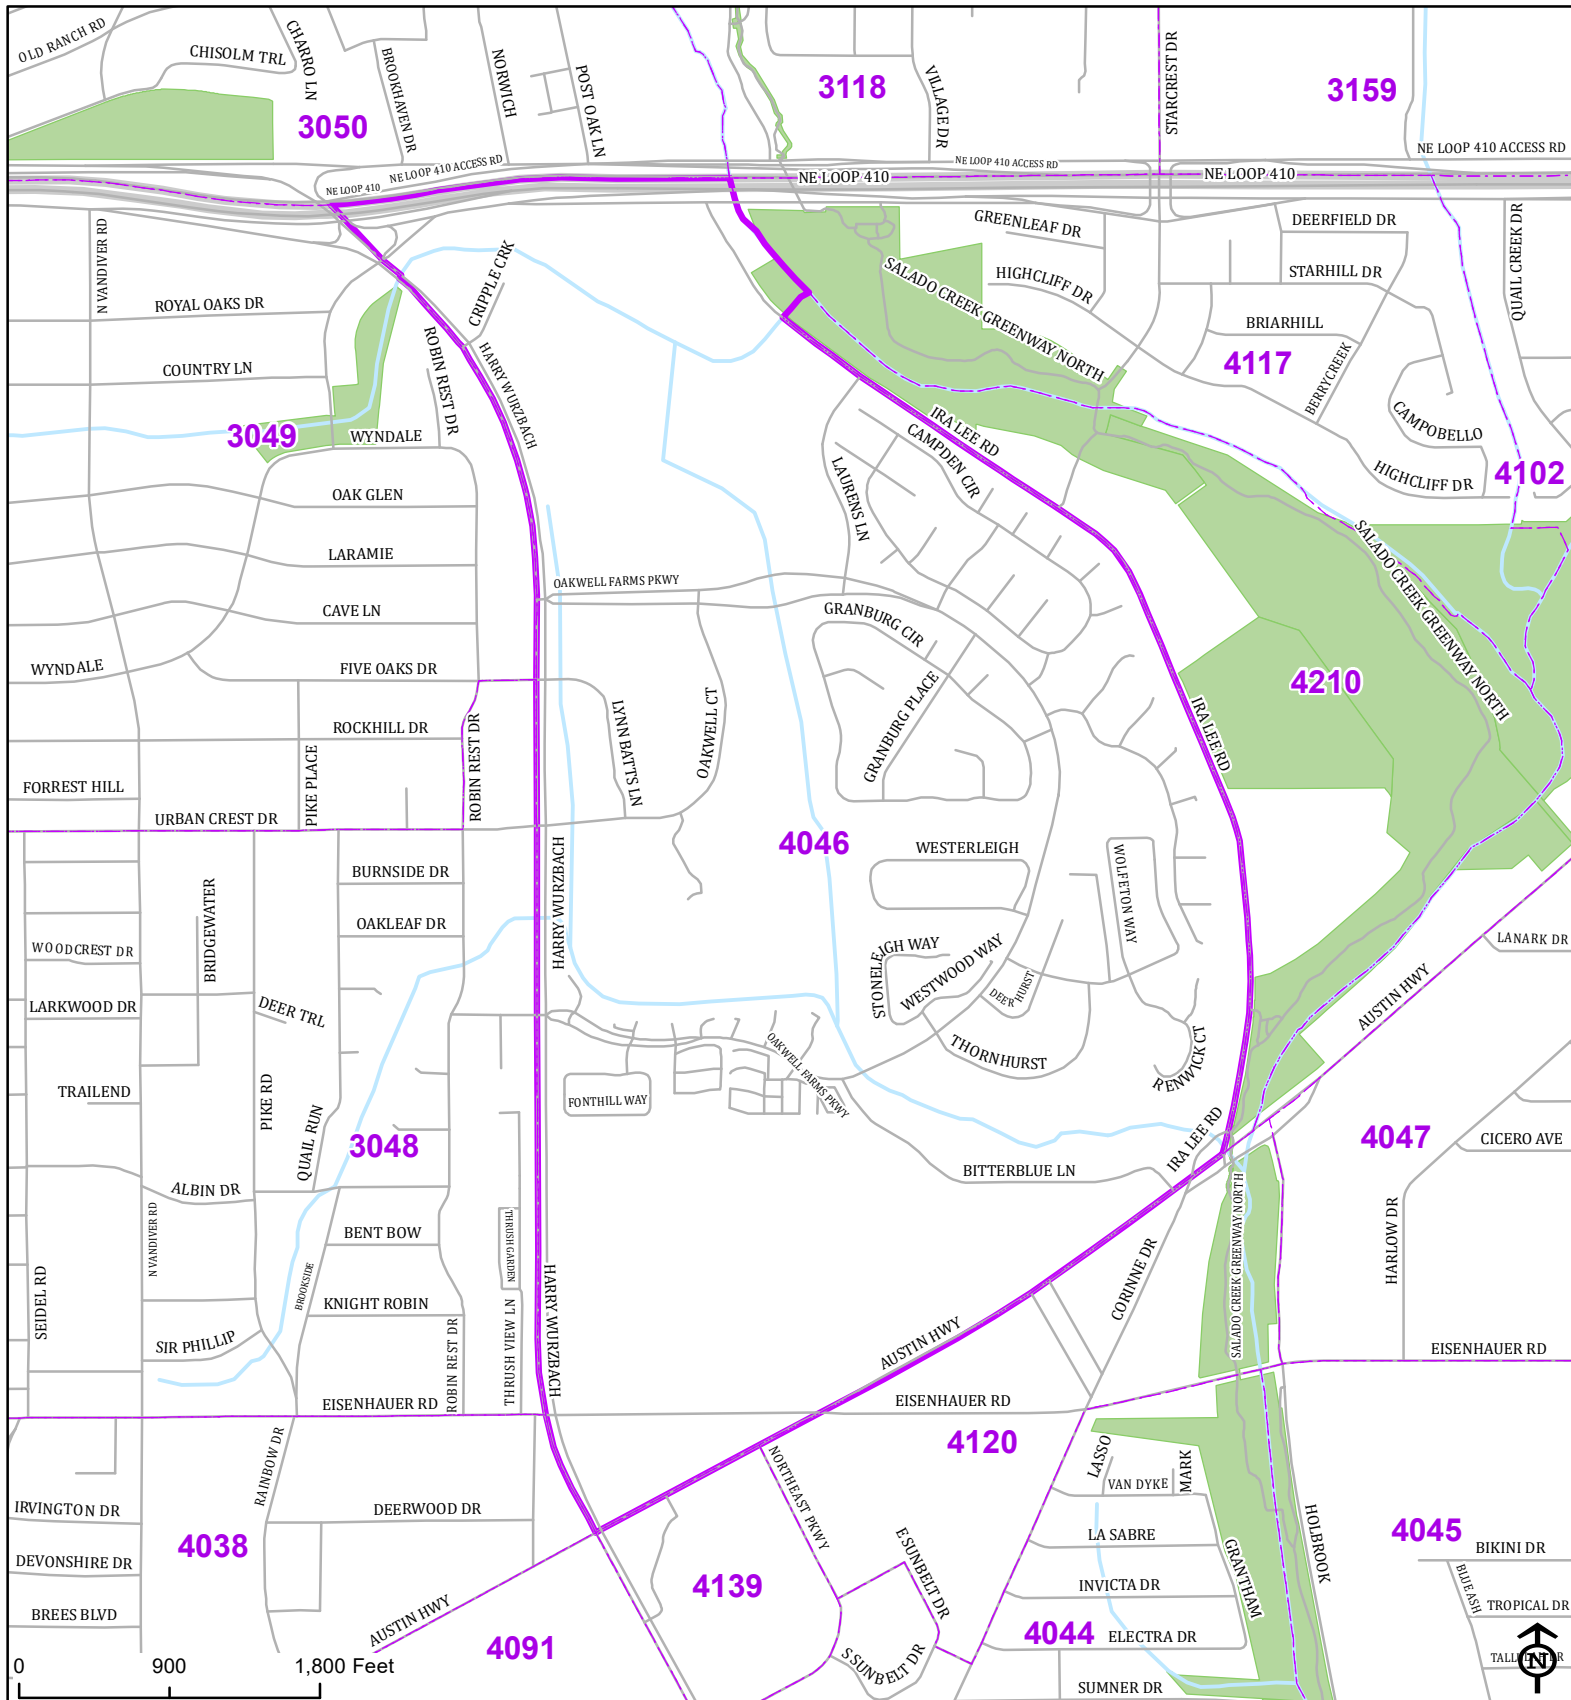 OLD RANCH RD
CHISOLM TRL
CHARRO LN
BROOKHAVEN DR
NORWICH
POST OAK LN
3118
VILLAGE DR
STARCREST DR
3159
3050
NE LOOP 410 ACCESS RD
NE LOOP 410 ACCESS RD
NE LOOP 410 ACCESS RD
NE LOOP 410
NE LOOP 410
NE LOOP 410
N VANDIVER RD
GREENLEAF DR
DEERFIELD DR
QUAIL CREEK DR
CRIPPLE CRK
SALADO CREEK GREENWAY NORTH
HIGHCLIFF DR
STARHILL DR
ROYAL OAKS DR
BRIARHILL
ROBIN REST DR
HARRY WURZBACH
4117
COUNTRY LN
BERRYCREEK
IRA LEE RD
CAMPOBELLO
3049
WYNDALE
CAMPDEN CIR
HIGHCLIFF DR
4102
LAURENS LN
OAK GLEN
LARAMIE
SALADO CREEK GREENWAY NORTH
OAKWELL FARMS PKWY
CAVE LN
GRANBURG CIR
WYNDALE
FIVE OAKS DR
4210
LYNN BATTS LN
OAKWELL CT
GRANBURG PLACE
IRA LEE RD
ROCKHILL DR
ROBIN REST DR
PIKE PLACE
FORREST HILL
URBAN CREST DR
4046
WESTERLEIGH
BURNSIDE DR
WOLFETON WAY
HARRY WURZBACH
BRIDGEWATER
OAKLEAF DR
WOODCREST DR
STONELEIGH WAY
WESTWOOD WAY
LANARK DR
DEERHURST
AUSTIN HWY
LARKWOOD DR
DEER TRL
OAKWELL FARMS PKWY
THORNHURST
RENWICK CT
TRAILEND
PIKE RD
FONTHILL WAY
QUAIL RUN
3048
IRA LEE RD
4047
CICERO AVE
BITTERBLUE LN
ALBIN DR
SALADO CREEK GREENWAY NORTH
N VANDIVER RD
BENT BOW
THRUSH GARDEN
HARLOW DR
CORINNE DR
BROOKSIDE
SEIDEL RD
KNIGHT ROBIN
HARRY WURZBACH
SIR PHILLIP
ROBIN REST DR
THRUSH VIEW LN
AUSTIN HWY
EISENHAUER RD
EISENHAUER RD
EISENHAUER RD
4120
RAINBOW DR
NORTHEAST PKWY
LASSO
VAN DYKE
MARK
IRVINGTON DR
DEERWOOD DR
HOLBROOK
4038
4045
LA SABRE
BIKINI DR
DEVONSHIRE DR
E SUNBELT DR
GRANTHAM
4139
INVICTA DR
BLUE ASH
TROPICAL DR
BREES BLVD
AUSTIN HWY
4091
4044
ELECTRA DR
S SUNBELT DR
SUMNER DR
N
0 900 1,800 Feet